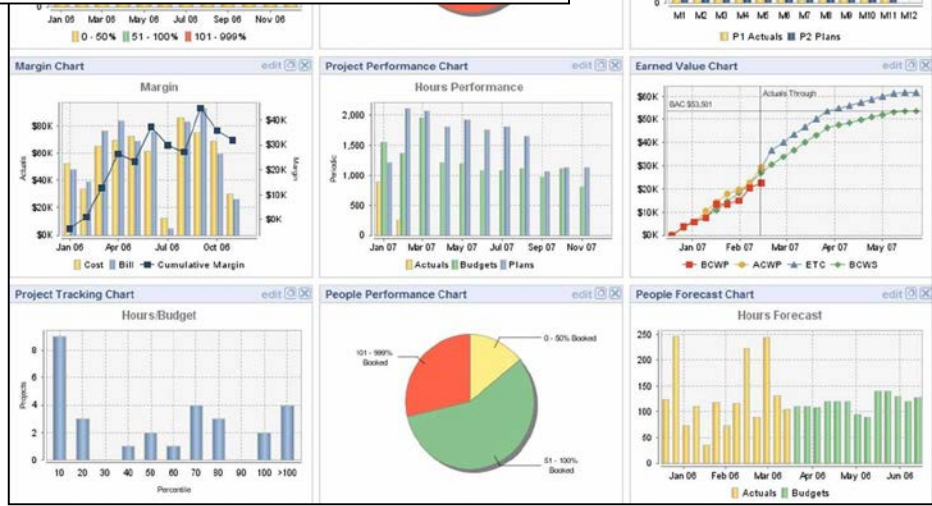 0
Jan 06 Mar 06 May 06 Jul 06 Sep 06 Nov 06
0 - 50% 51 - 100% 101 - 999%
0
M1 M2 M3 M4 M5 M6 M7 M8 M9 M10 M11 M12
P1 Actuals P2 Plans
Margin Chart edit
Margin
$80K
$60K
$40K
$20K
$0K
Actuals
$40K
$30K
$20K
$10K
$0K
Margin
Jan 06 Apr 06 Jul 06 Oct 06
Cost Bill Cumulative Margin
Project Performance Chart edit
Hours Performance
2,000
1,500
1,000
500
0
Periodic
Jan 07 Mar 07 May 07 Jul 07 Sep 07 Nov 07
Actuals Budgets Plans
Earned Value Chart edit
Actuals Through
BAC $53,501
$60K
$50K
$40K
$30K
$20K
$10K
$0K
Jan 07 Feb 07 Mar 07 Apr 07 May 07
BCWP ACWP ETC BCWS
Project Tracking Chart edit
Hours/Budget
8
6
4
2
0
Projects
10 20 30 40 50 60 70 80 90 100 >100
Percentile
People Performance Chart edit
0 - 50% Booked
101 - 999%
Booked
51 - 100%
Booked
People Forecast Chart edit
Hours Forecast
250
200
150
100
50
0
Jan 06 Feb 06 Mar 06 Apr 06 May 06 Jun 06
Actuals Budgets